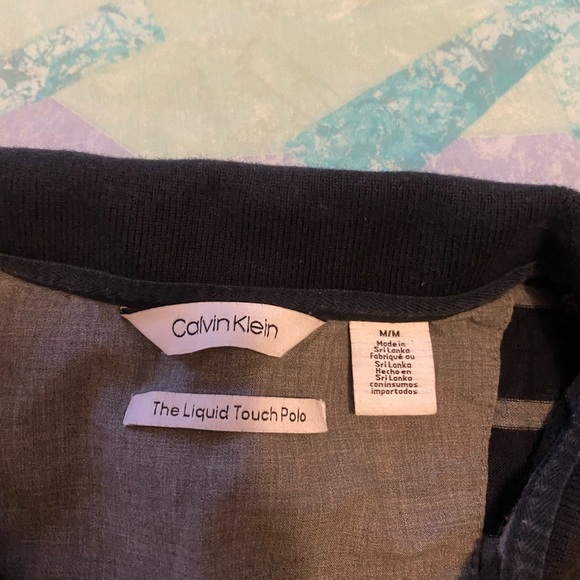 Calvin Klein
The Liquid Touch Polo
M/M
Made in
Sri Lanka
Fabriqué au
Sri Lanka
Hecho en
Sri Lanka
con insumos
importados